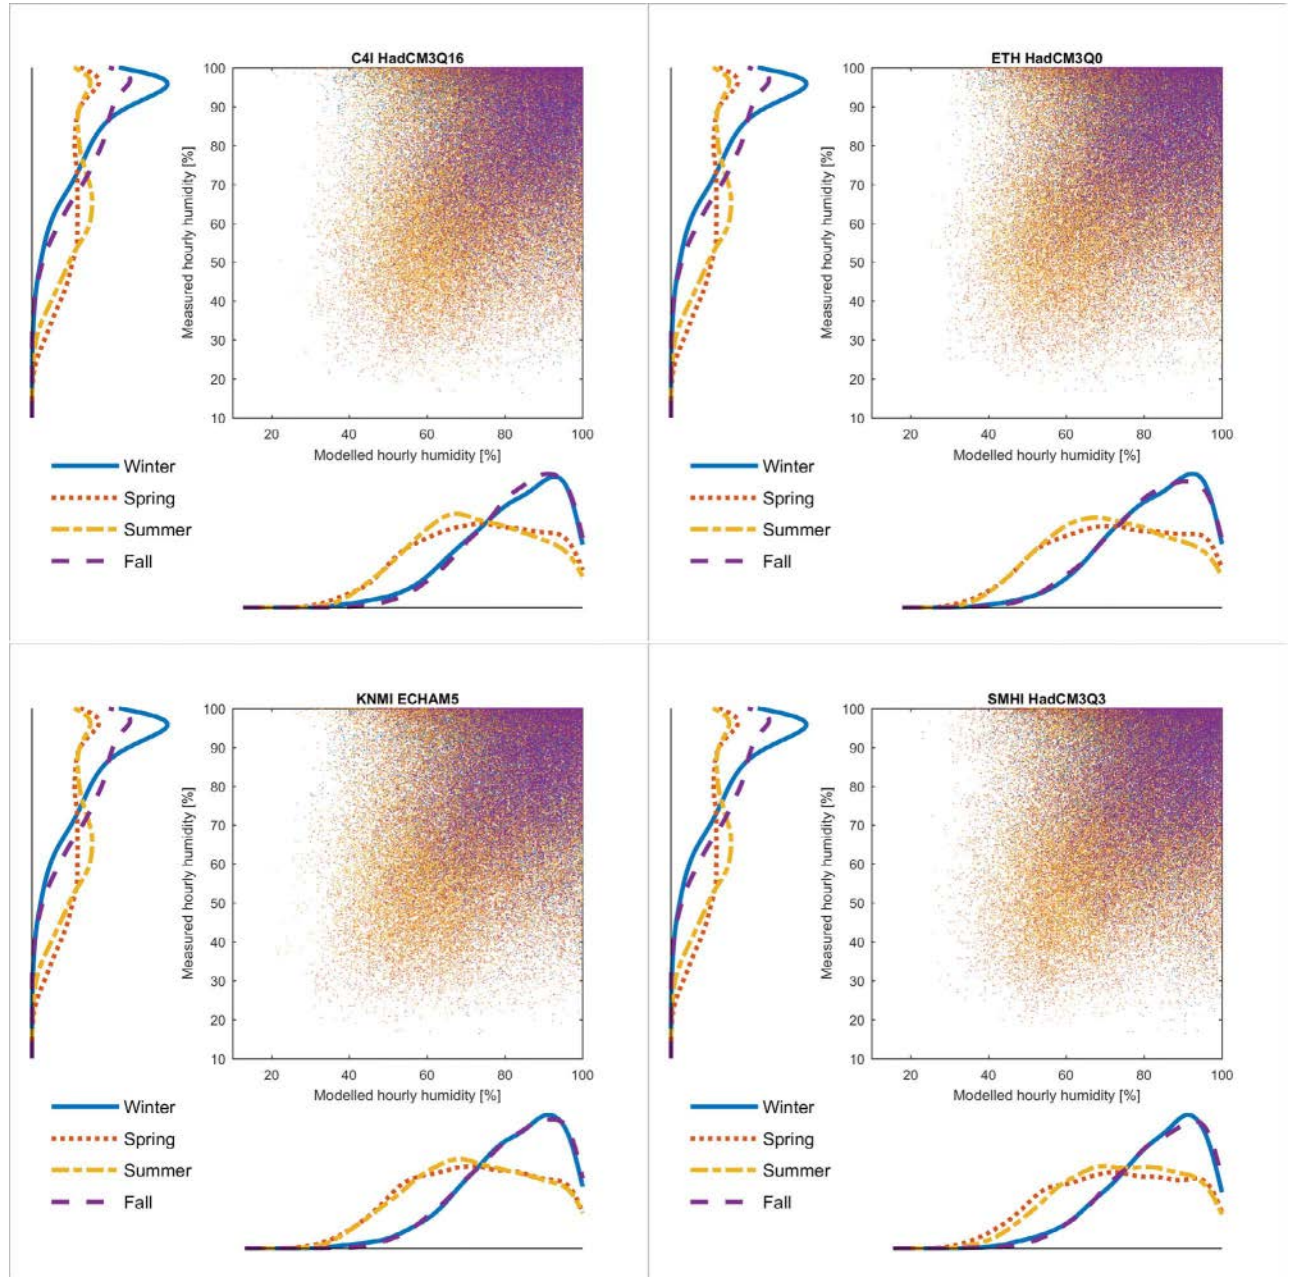 C4I HadCM3Q16
100
90
80
70
60
50
40
30
20
10
Measured hourly humidity [%]
20 40 60 80 100
Modelled hourly humidity [%]
Winter
Spring
Summer
Fall
ETH HadCM3Q0
100
90
80
70
60
50
40
30
20
10
Measured hourly humidity [%]
20 40 60 80 100
Modelled hourly humidity [%]
Winter
Spring
Summer
Fall
KNMI ECHAM5
100
90
80
70
60
50
40
30
20
10
Measured hourly humidity [%]
20 40 60 80 100
Modelled hourly humidity [%]
Winter
Spring
Summer
Fall
SMHI HadCM3Q3
100
90
80
70
60
50
40
30
20
10
Measured hourly humidity [%]
20 40 60 80 100
Modelled hourly humidity [%]
Winter
Spring
Summer
Fall